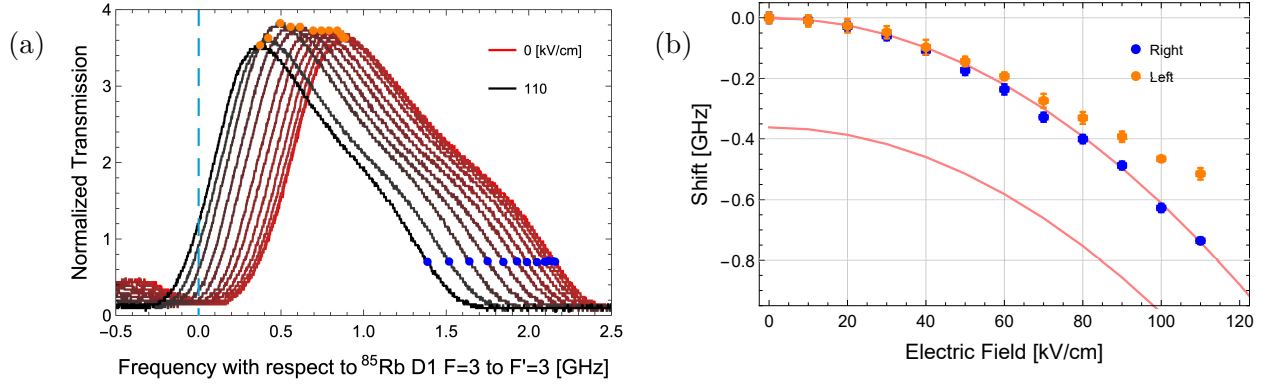 (a)
Normalized Transmission
4
3
2
1
0
0 [kV/cm]
110
−0.5 0.0 0.5 1.0 1.5 2.0 2.5
Frequency with respect to ⁸⁵Rb D1 F=3 to F'=3 [GHz]
(b)
Shift [GHz]
0.0
−0.2
−0.4
−0.6
−0.8
Right
Left
0 20 40 60 80 100 120
Electric Field [kV/cm]